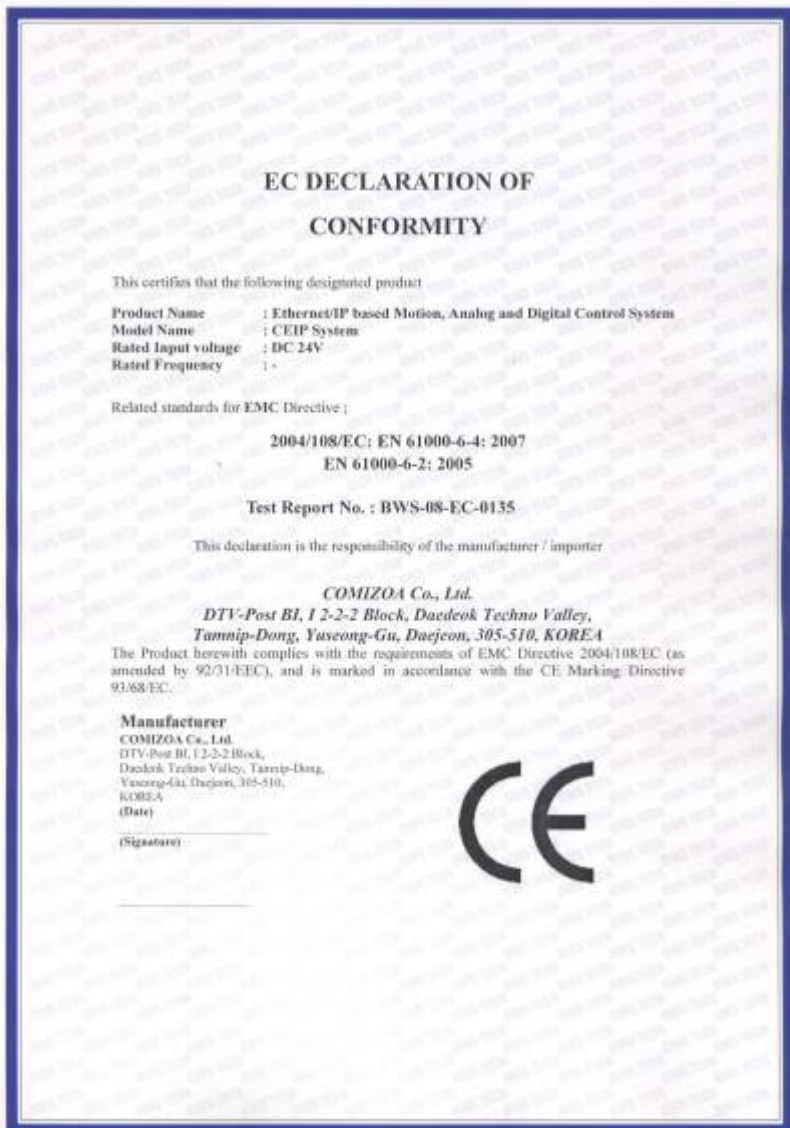 EC DECLARATION OF
CONFORMITY
This certifies that the following designated product
Product Name : Ethernet/IP based Motion, Analog and Digital Control System
Model Name : CEIP System
Rated Input voltage : DC 24V
Rated Frequency : -
Related standards for EMC Directive ;
2004/108/EC: EN 61000-6-4: 2007
EN 61000-6-2: 2005
Test Report No. : BWS-08-EC-0135
This declaration is the responsibility of the manufacturer / importer
COMIZOA Co., Ltd.
DTV-Post BI, I 2-2-2 Block, Daedeok Techno Valley,
Tamnip-Dong, Yuseong-Gu, Daejeon, 305-510, KOREA
The Product herewith complies with the requirements of EMC Directive 2004/108/EC (as
amended by 92/31/EEC), and is marked in accordance with the CE Marking Directive
93/68/EC.
Manufacturer
COMIZOA Co., Ltd.
DTV-Post BI, I 2-2-2 Block,
Daedeok Techno Valley, Tamnip-Dong,
Yuseong-Gu, Daejeon, 305-510,
KOREA
(Date)
(Signature)
CE